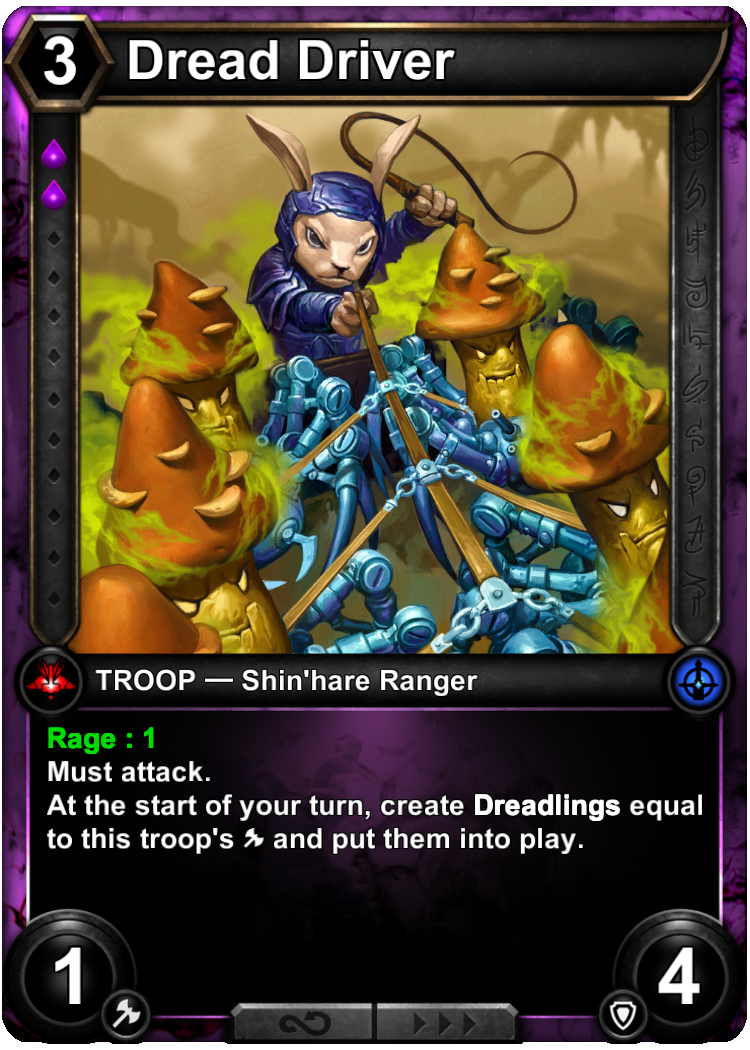 3 Dread Driver
TROOP — Shin'hare Ranger
Rage : 1
Must attack.
At the start of your turn, create Dreadlings equal
to this troop's and put them into play.
1 4